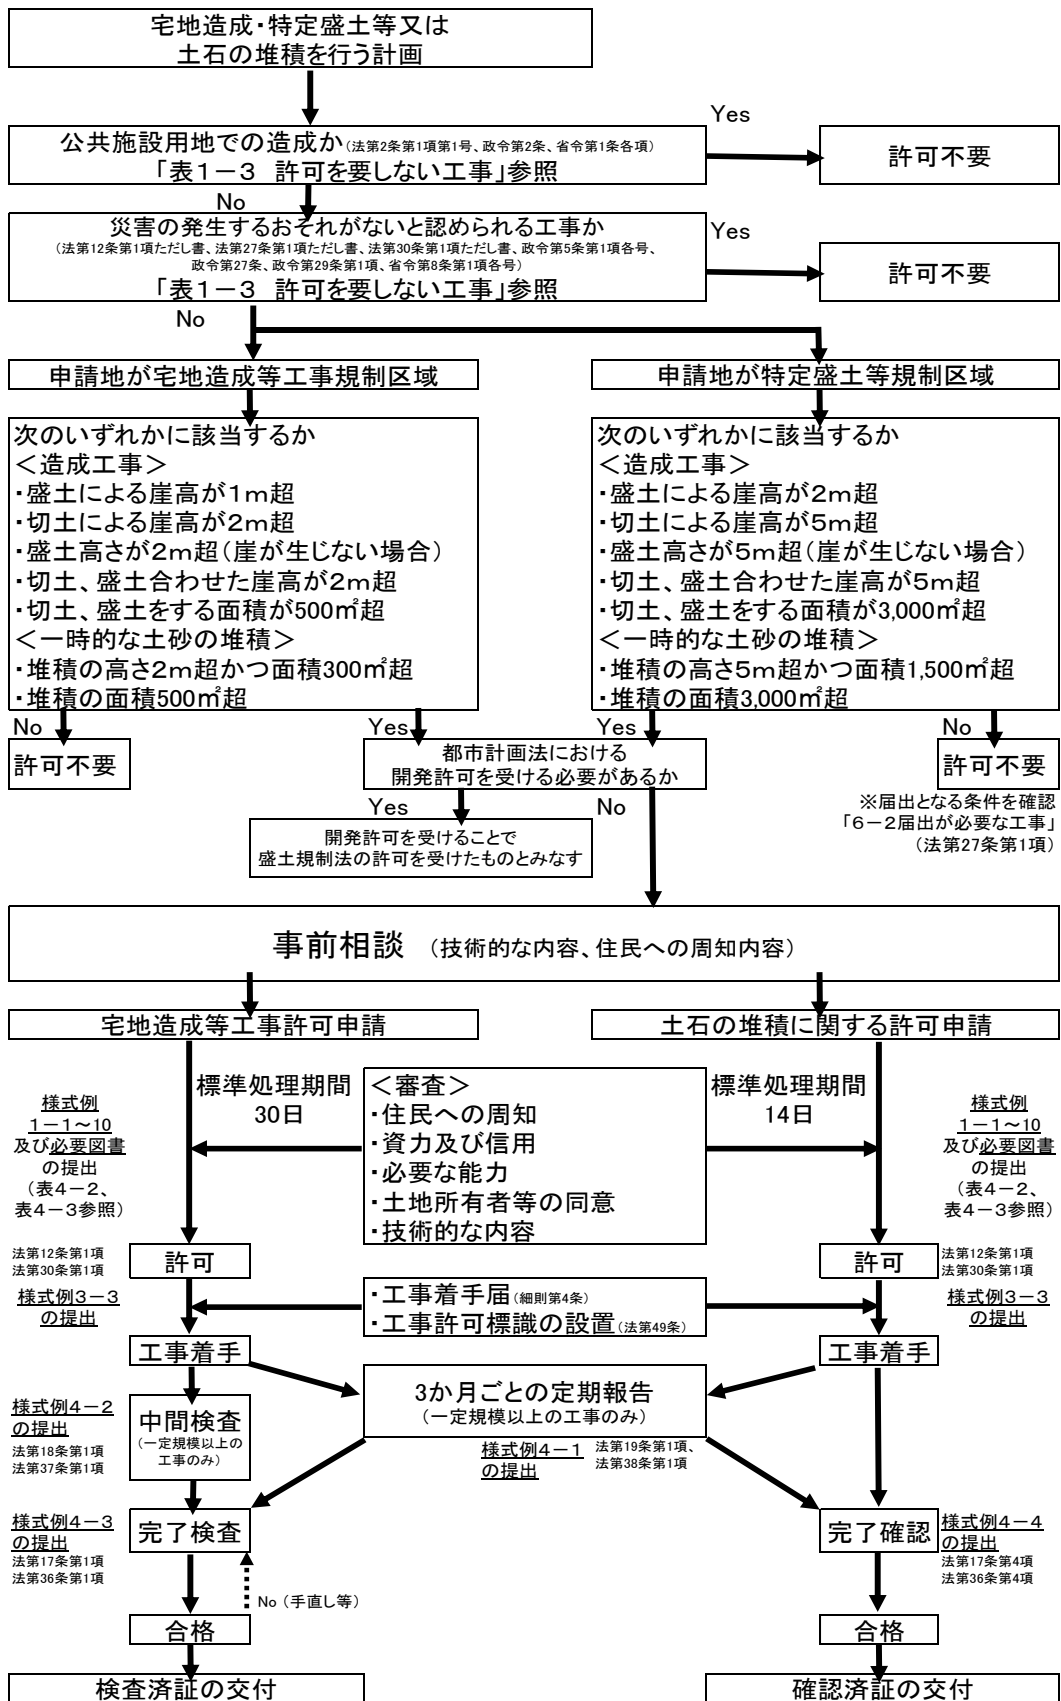 宅地造成・特定盛土等又は
土石の堆積を行う計画
Yes
公共施設用地での造成か(法第2条第1項第1号、政令第2条、省令第1条各項)
「表1－3 許可を要しない工事」参照
許可不要
No
災害の発生するおそれがないと認められる工事か
(法第12条第1項ただし書、法第27条第1項ただし書、法第30条第1項ただし書、政令第5条第1項各号、
政令第27条、政令第29条第1項、省令第8条第1項各号)
「表1－3 許可を要しない工事」参照
Yes
許可不要
No
申請地が宅地造成等工事規制区域
申請地が特定盛土等規制区域
次のいずれかに該当するか
＜造成工事＞
・盛土による崖高が1m超
・切土による崖高が2m超
・盛土高さが2m超(崖が生じない場合)
・切土、盛土合わせた崖高が2m超
・切土、盛土をする面積が500㎡超
＜一時的な土砂の堆積＞
・堆積の高さ2m超かつ面積300㎡超
・堆積の面積500㎡超
次のいずれかに該当するか
＜造成工事＞
・盛土による崖高が2m超
・切土による崖高が5m超
・盛土高さが5m超(崖が生じない場合)
・切土、盛土合わせた崖高が5m超
・切土、盛土をする面積が3,000㎡超
＜一時的な土砂の堆積＞
・堆積の高さ5m超かつ面積1,500㎡超
・堆積の面積3,000㎡超
No
Yes
Yes
No
許可不要
都市計画法における
開発許可を受ける必要があるか
許可不要
※届出となる条件を確認
「6－2届出が必要な工事」
(法第27条第1項)
Yes
No
開発許可を受けることで
盛土規制法の許可を受けたものとみなす
事前相談 (技術的な内容、住民への周知内容)
宅地造成等工事許可申請
土石の堆積に関する許可申請
様式例
1－1～10
及び必要図書
の提出
(表4－2、
表4－3参照)
標準処理期間
30日
＜審査＞
・住民への周知
・資力及び信用
・必要な能力
・土地所有者等の同意
・技術的な内容
標準処理期間
14日
様式例
1－1～10
及び必要図書
の提出
(表4－2、
表4－3参照)
法第12条第1項
法第30条第1項
許可
許可
法第12条第1項
法第30条第1項
様式例3－3
の提出
・工事着手届(細則第4条)
・工事許可標識の設置(法第49条)
様式例3－3
の提出
工事着手
工事着手
3か月ごとの定期報告
(一定規模以上の工事のみ)
様式例4－2
の提出
法第18条第1項
法第37条第1項
中間検査
(一定規模以上の
工事のみ)
様式例4－1
の提出
法第19条第1項、
法第38条第1項
様式例4－3
の提出
法第17条第1項
法第36条第1項
完了検査
完了確認
様式例4－4
の提出
法第17条第4項
法第36条第4項
No (手直し等)
合格
合格
検査済証の交付
確認済証の交付